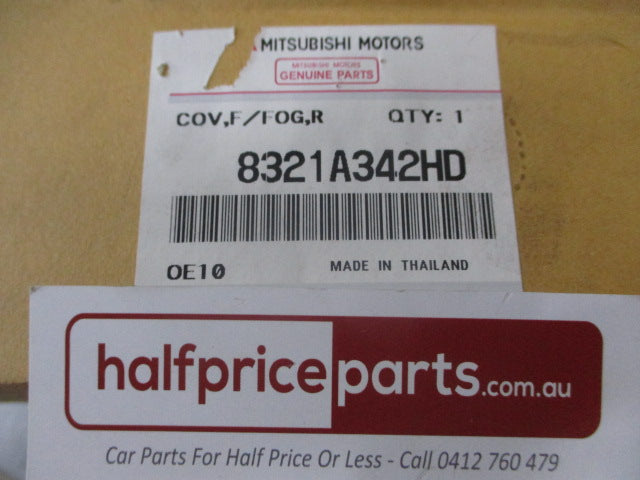 MITSUBISHI MOTORS
MITSUBISHI MOTORS
GENUINE PARTS
COV,F/FOG,R QTY: 1
8321A342HD
OE10 MADE IN THAILAND
halfpriceparts.com.au
Car Parts For Half Price Or Less - Call 0412 760 479